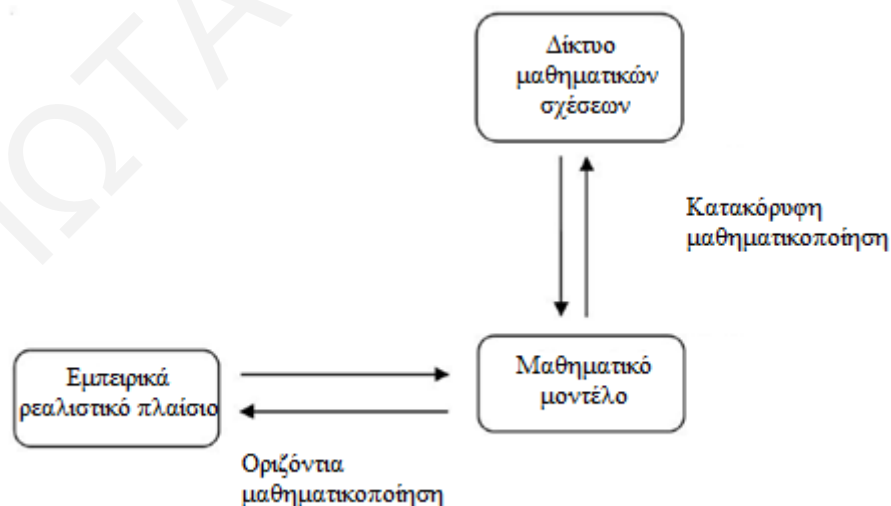 Δίκτυο
μαθηματικών
σχέσεων
Κατακόρυφη
μαθηματικοποίηση
Εμπειρικά
ρεαλιστικό πλαίσιο
Μαθηματικό
μοντέλο
Οριζόντια
μαθηματικοποίηση